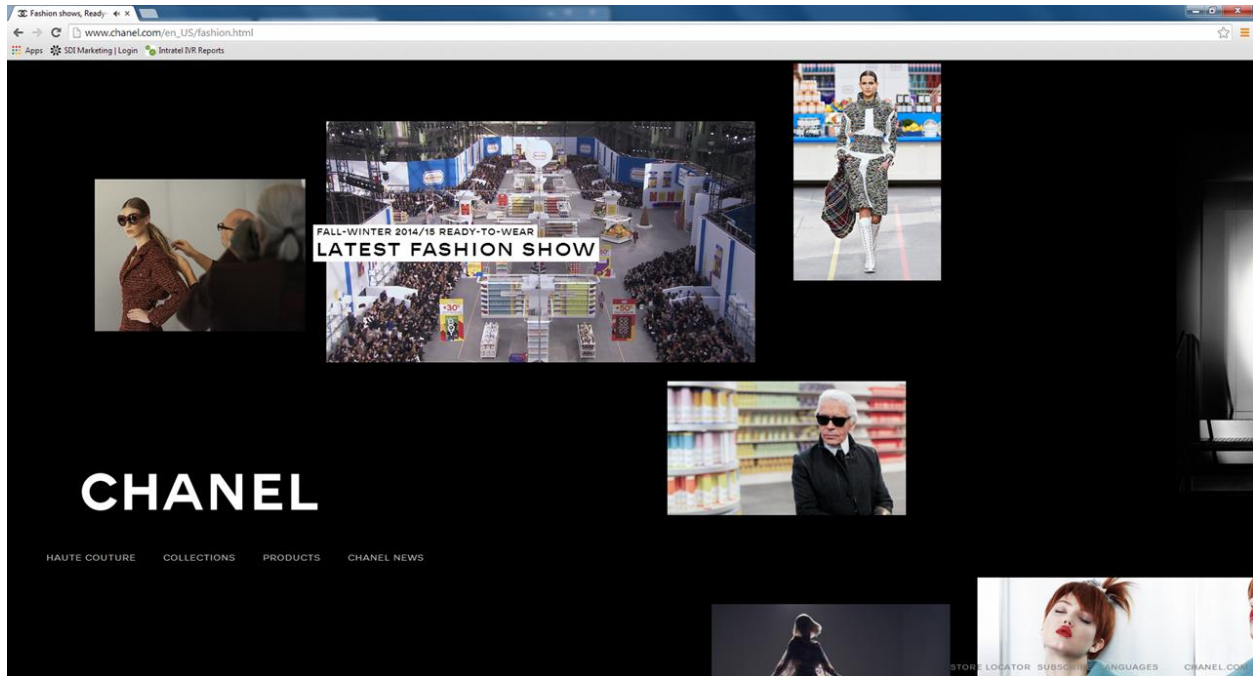 Fashion shows, Ready-
www.chanel.com/en_US/fashion.html
Apps SDI Marketing | Login Intratel IVR Reports
FALL-WINTER 2014/15 READY-TO-WEAR
LATEST FASHION SHOW
CHANEL
HAUTE COUTURE COLLECTIONS PRODUCTS CHANEL NEWS
STORE LOCATOR SUBSCRIBE LANGUAGES CHANEL.COM